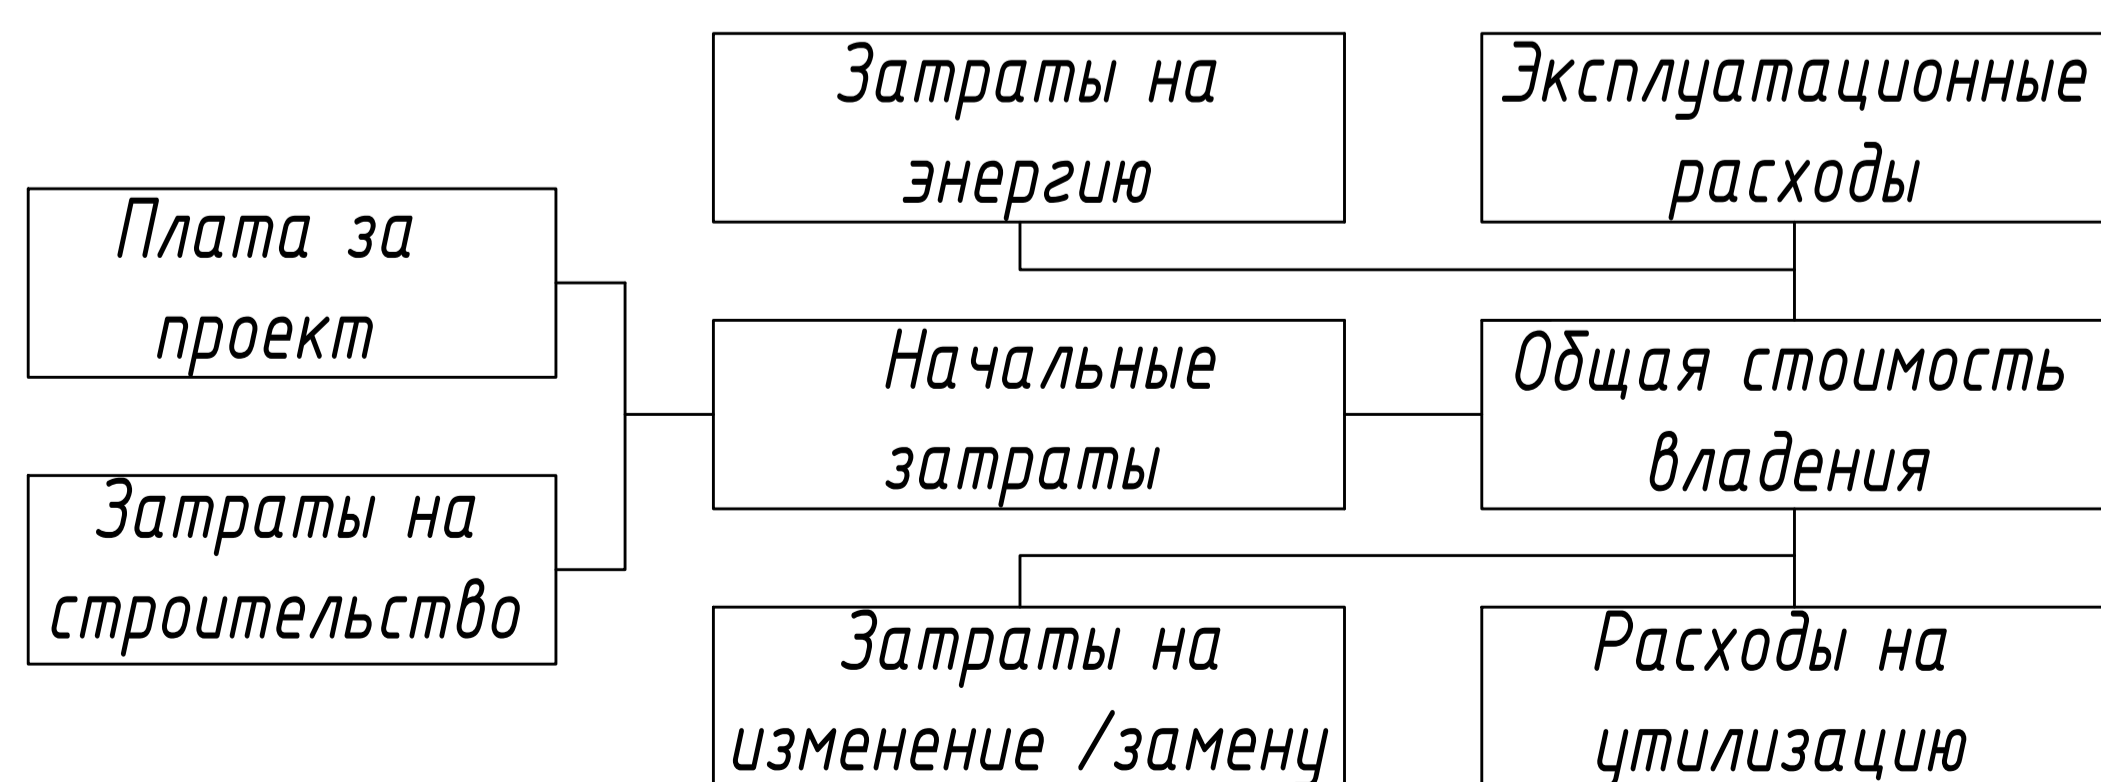 Затраты на
энергию
Эксплуатационные
расходы
Плата за
проект
Начальные
затраты
Общая стоимость
владения
Затраты на
строительство
Затраты на
изменение /замену
Расходы на
утилизацию